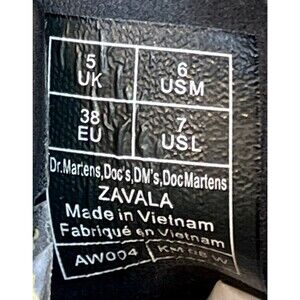 5 6
UK USM
38 7
EU USL
Dr.Martens,Doc's,DM's,DocMartens
ZAVALA
Made in Vietnam
Fabriqué en Vietnam
AW004 KM W